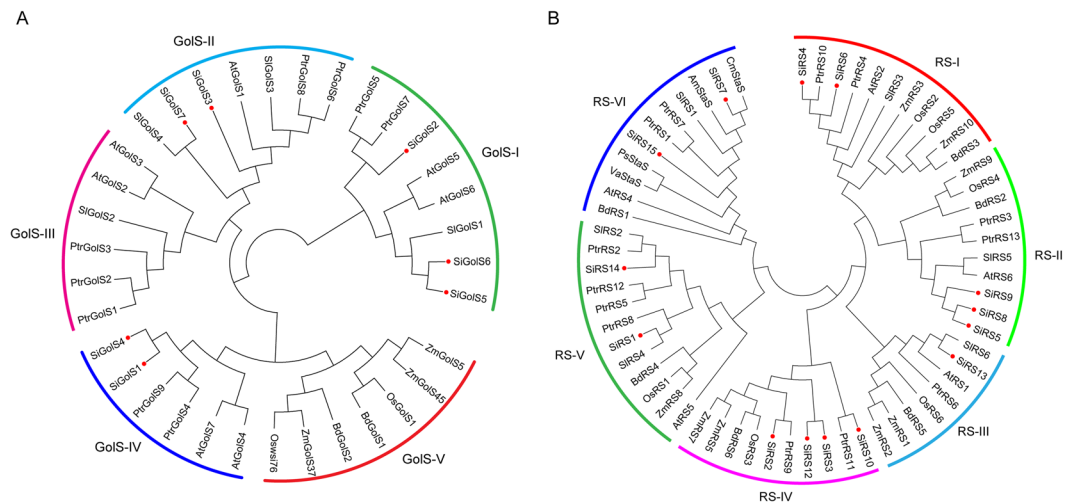 A
GolS-II
SlGolS4
SiGolS7
SiGolS3
AtGolS1
SlGolS3
PtrGolS8
PtrGolS6
PtrGolS5
PtrGolS7
SiGolS2
GolS-I
AtGolS5
AtGolS6
SlGolS1
SiGolS6
SiGolS5
GolS-III
AtGolS3
AtGolS2
SlGolS2
PtrGolS3
PtrGolS2
PtrGolS1
SiGolS4
SiGolS1
PtrGolS9
PtrGolS4
AtGolS7
AtGolS4
GolS-IV
Oswsi76
ZmGolS37
BdGolS2
BdGolS1
OsGolS1
ZmGolS45
ZmGolS5
GolS-V
B
RS-I
SiRS4
PtrRS10
SiRS6
PtrRS4
AtRS2
SlRS3
ZmRS3
OsRS2
OsRS5
ZmRS10
BdRS3
ZmRS9
OsRS4
BdRS2
PtrRS3
PtrRS13
RS-II
SlRS5
AtRS6
SiRS9
SiRS8
SiRS5
SlRS6
SiRS13
AtRS1
PtrRS6
OsRS6
BdRS5
ZmRS1
ZmRS2
RS-III
SiRS10
PtrRS11
SiRS3
SiRS12
PtrRS9
SiRS2
OsRS3
BdRS6
ZmRS5
ZmRS7
RS-IV
AtRS5
ZmRS8
OsRS1
BdRS4
SlRS4
SiRS1
PtrRS8
PtrRS5
PtrRS12
SiRS14
PtrRS2
SlRS2
RS-V
BdRS1
AtRS4
VaStaS
PsStaS
SiRS15
PtrRS1
PtrRS7
SlRS1
AmStaS
SiRS7
CmStaS
RS-VI